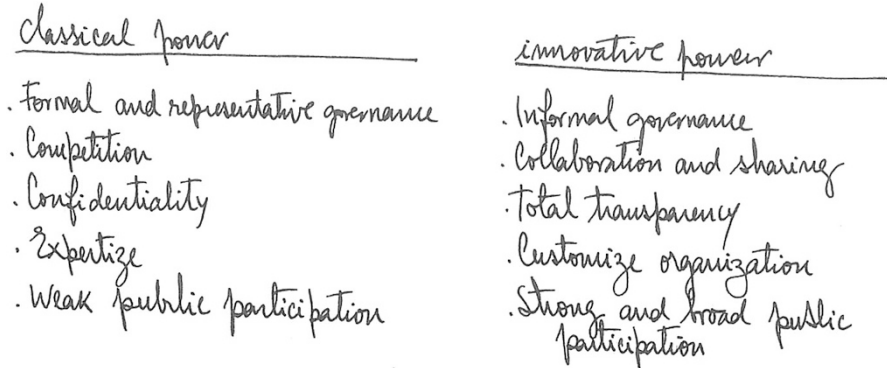 classical power
. Formal and representative governance
. Competition
. Confidentiality
. Expertize
. Weak public participation
innovative power
. Informal governance
. Collaboration and sharing
. Total transparency
. Customize organization
. Strong and broad public
participation